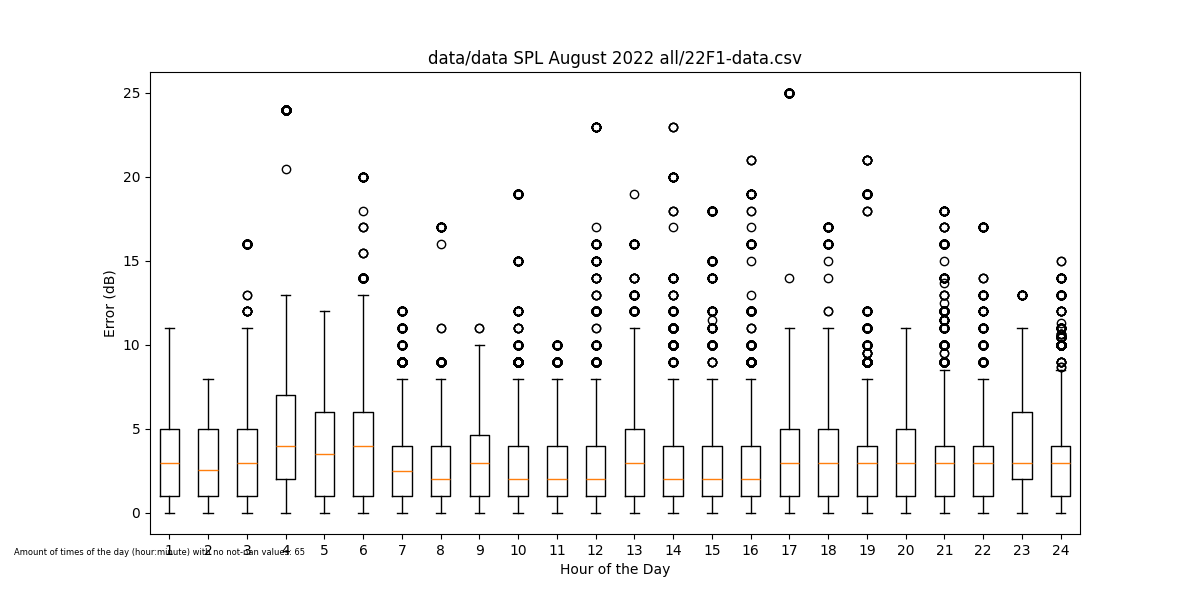 data/data SPL August 2022 all/22F1-data.csv
Error (dB)
25
20
15
10
5
0
1 2 3 4 5 6 7 8 9 10 11 12 13 14 15 16 17 18 19 20 21 22 23 24
Amount of times of the day (hour:minute) with no not-nan values: 65
Hour of the Day